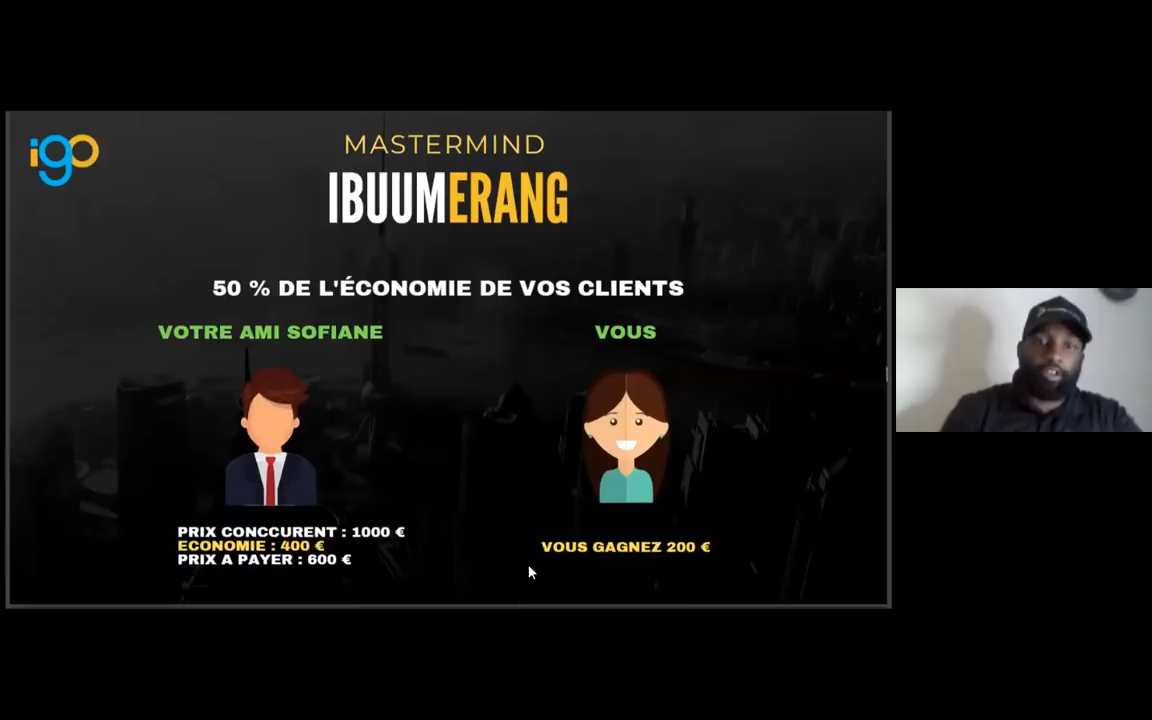 igo
MASTERMIND
IBUUMERANG
50 % DE L'ÉCONOMIE DE VOS CLIENTS
VOTRE AMI SOFIANE
VOUS
PRIX CONCCURENT : 1000 €
ECONOMIE : 400 €
PRIX A PAYER : 600 €
VOUS GAGNEZ 200 €